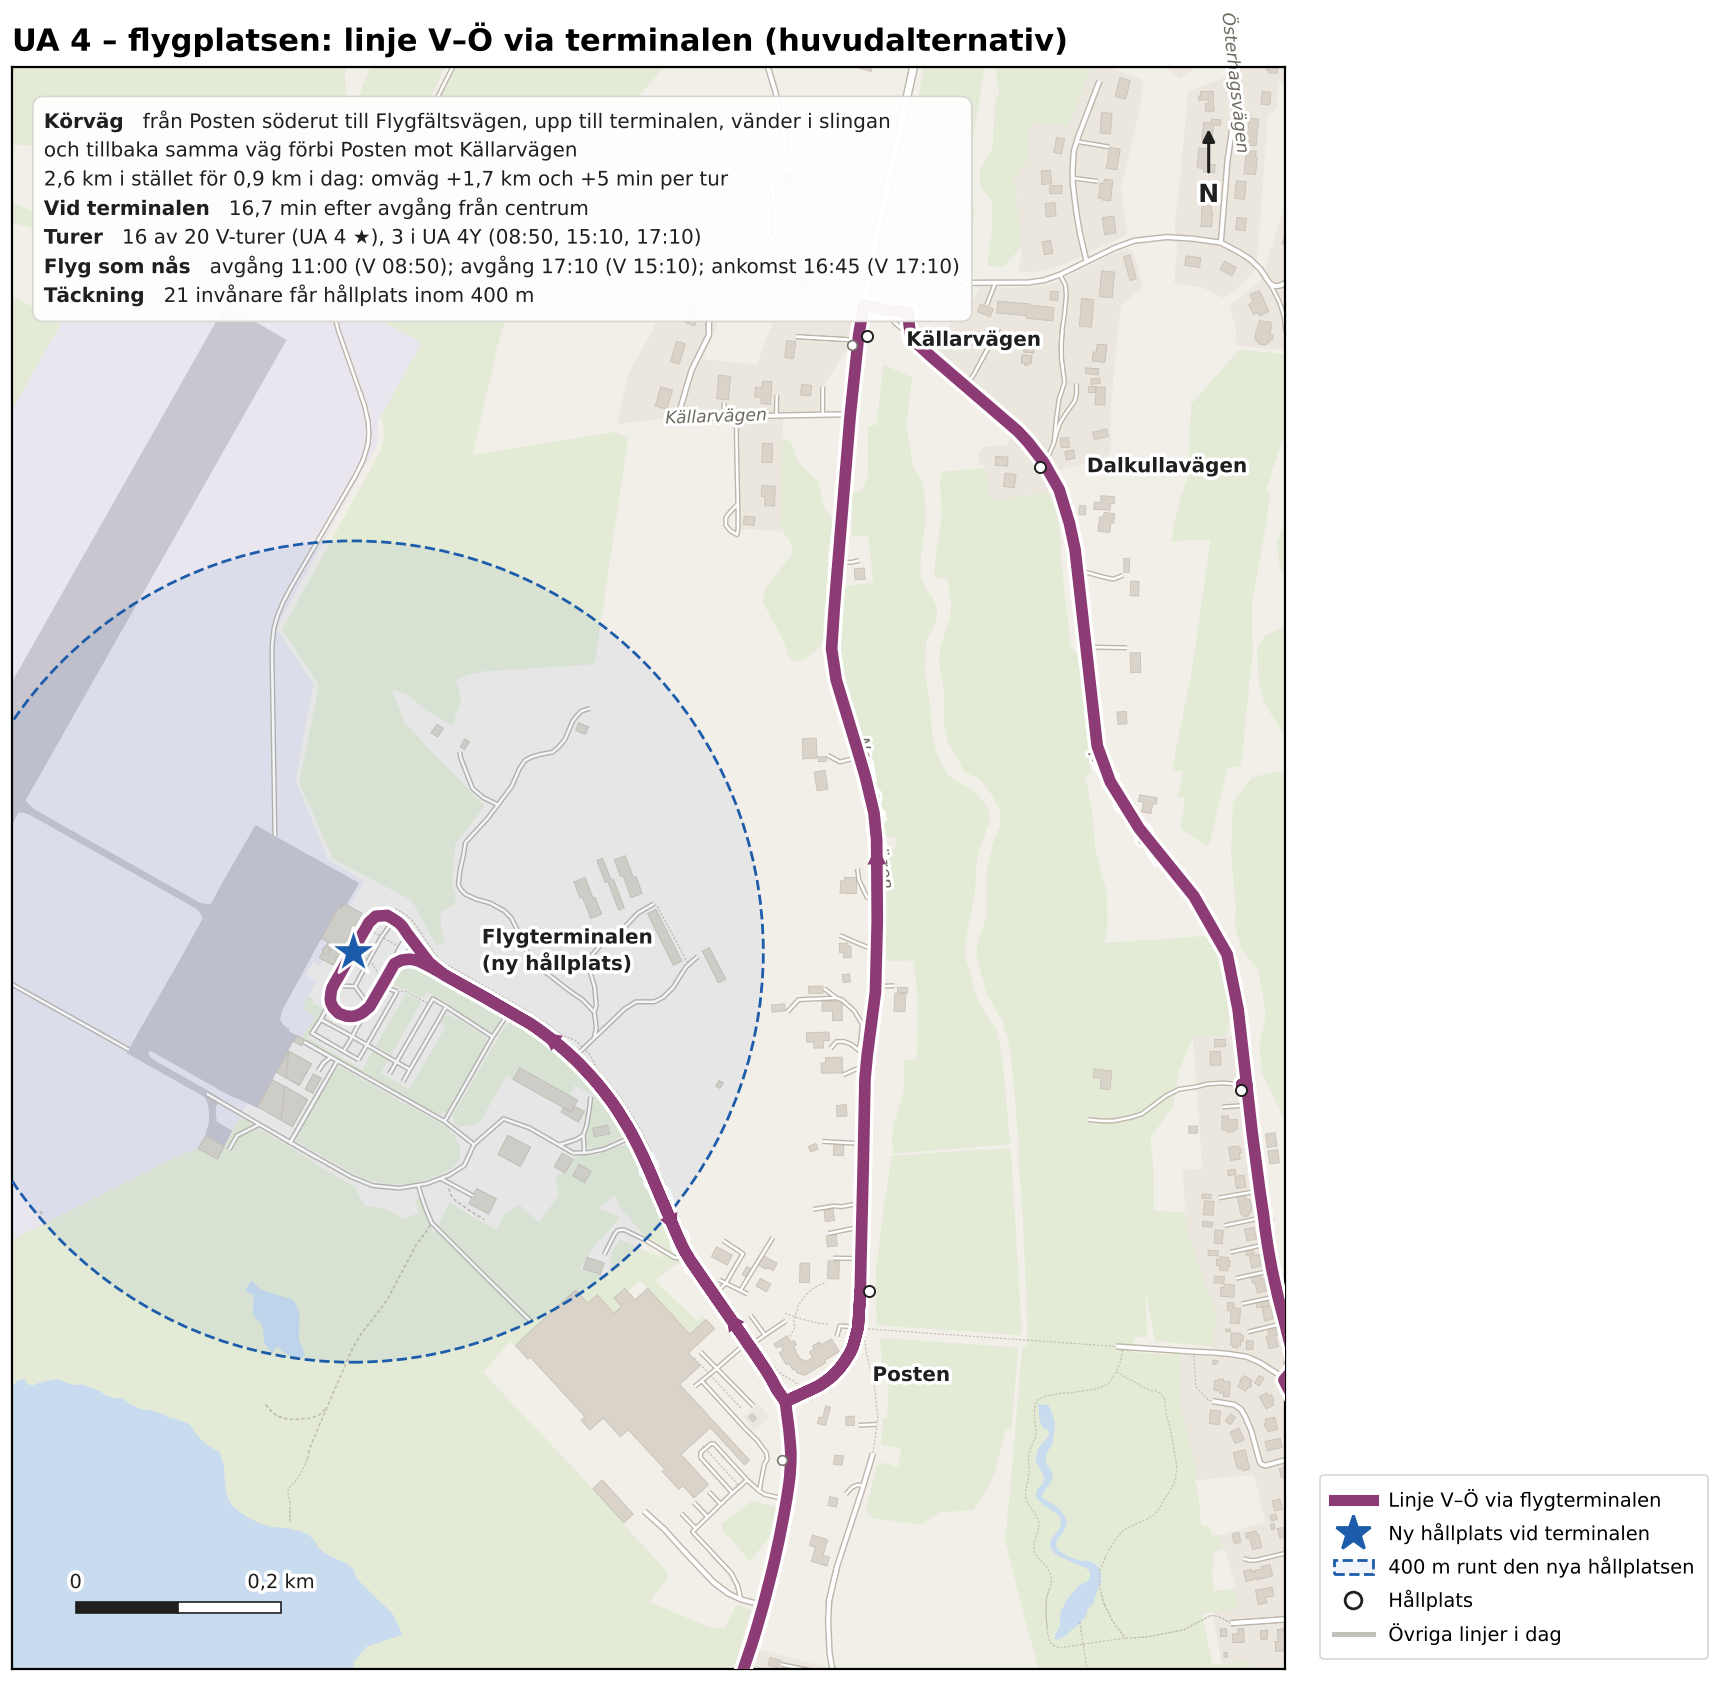 UA 4 – flygplatsen: linje V–Ö via terminalen (huvudalternativ)
Österhagsvägen
Körväg från Posten söderut till Flygfältsvägen, upp till terminalen, vänder i slingan
och tillbaka samma väg förbi Posten mot Källarvägen
2,6 km i stället för 0,9 km i dag: omväg +1,7 km och +5 min per tur
Vid terminalen 16,7 min efter avgång från centrum
Turer 16 av 20 V-turer (UA 4 ★), 3 i UA 4Y (08:50, 15:10, 17:10)
Flyg som nås avgång 11:00 (V 08:50); avgång 17:10 (V 15:10); ankomst 16:45 (V 17:10)
Täckning 21 invånare får hållplats inom 400 m
N
Källarvägen
Källarvägen
Dalkullavägen
Flygterminalen
(ny hållplats)
Posten
0 0,2 km
Linje V–Ö via flygterminalen
Ny hållplats vid terminalen
400 m runt den nya hållplatsen
Hållplats
Övriga linjer i dag